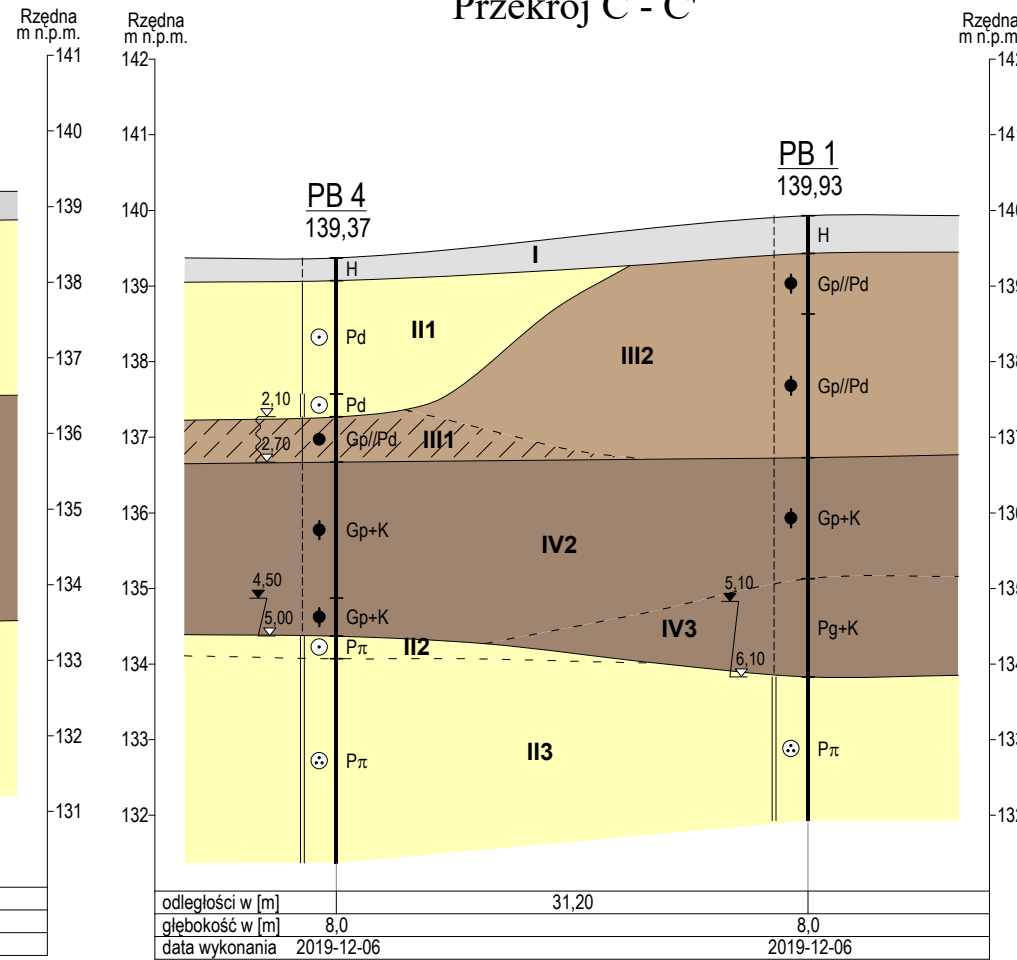 Przekrój C - C'
Rzędna
m n.p.m.
141
140
139
138
137
136
135
134
133
132
131
Rzędna
m n.p.m.
142
141
140
139
138
137
136
135
134
133
132
Rzędna
m n.p.m.
PB 4
139,37
PB 1
139,93
H
I
H
Gp//Pd
Pd
II1
III2
Gp//Pd
2,10
Pd
Gp//Pd
III1
2,70
Gp+K
IV2
Gp+K
4,50
5,10
5,00
Gp+K
IV3
Pg+K
Pπ
II2
6,10
Pπ
II3
Pπ
odległości w [m] 31,20
głębokość w [m] 8,0 8,0
data wykonania 2019-12-06 2019-12-06